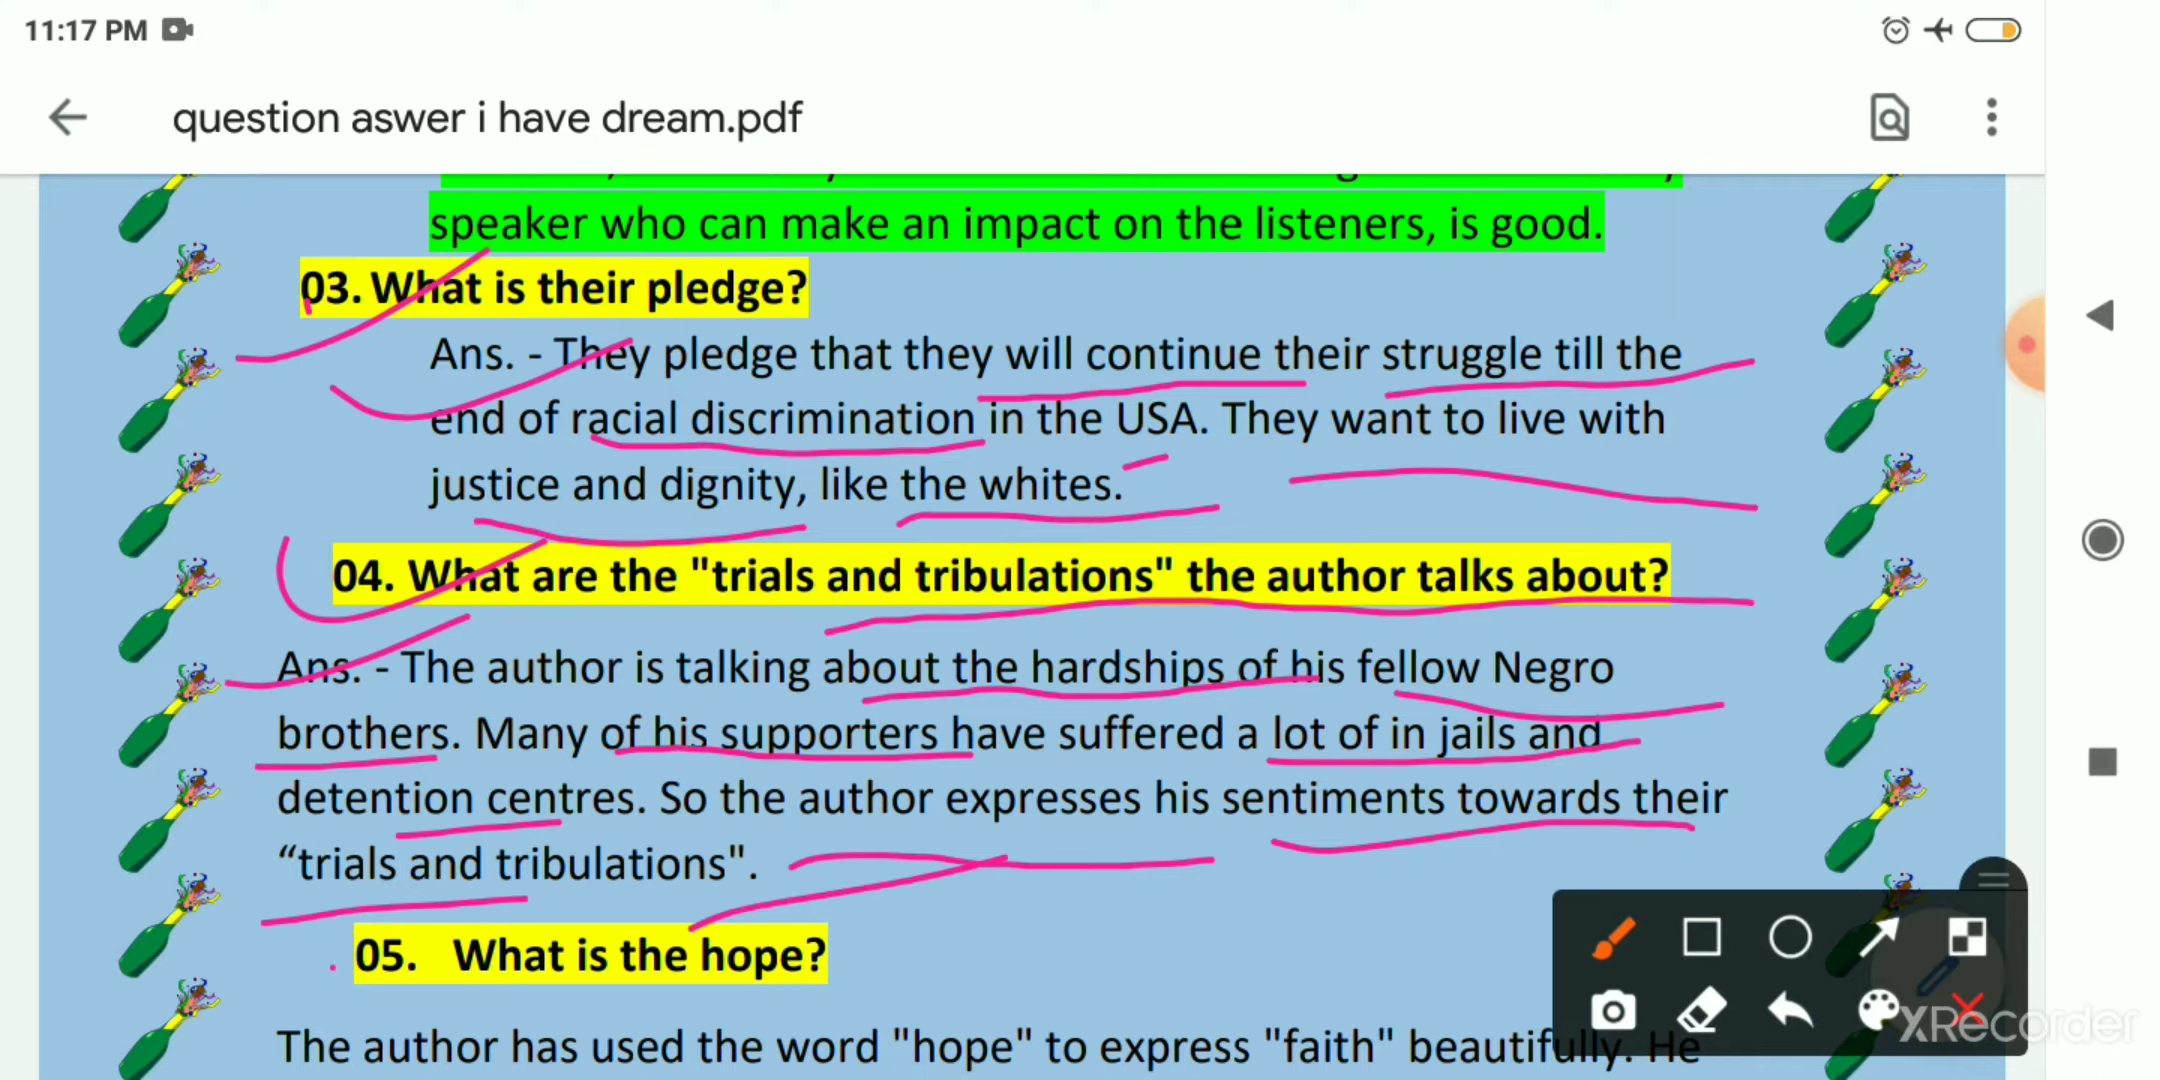 11:17 PM
question aswer i have dream.pdf
speaker who can make an impact on the listeners, is good.
03. What is their pledge?
Ans. - They pledge that they will continue their struggle till the
end of racial discrimination in the USA. They want to live with
justice and dignity, like the whites.
04. What are the "trials and tribulations" the author talks about?
Ans. - The author is talking about the hardships of his fellow Negro
brothers. Many of his supporters have suffered a lot of in jails and
detention centres. So the author expresses his sentiments towards their
“trials and tribulations".
05. What is the hope?
The author has used the word "hope" to express "faith" beautifully. He
XRecorder